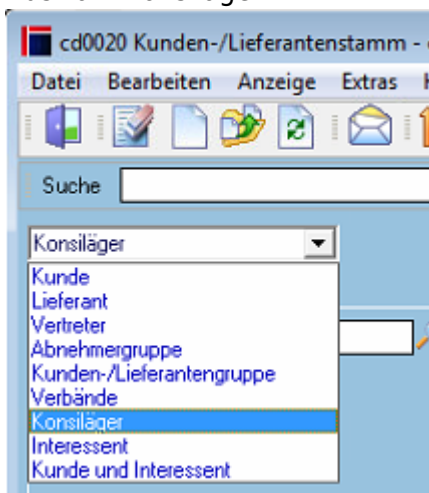 cd0020 Kunden-/Lieferantenstamm -
Datei Bearbeiten Anzeige Extras
Suche
Konsiläger
Kunde
Lieferant
Vertreter
Abnehmergruppe
Kunden-/Lieferantengruppe
Verbände
Konsiläger
Interessent
Kunde und Interessent